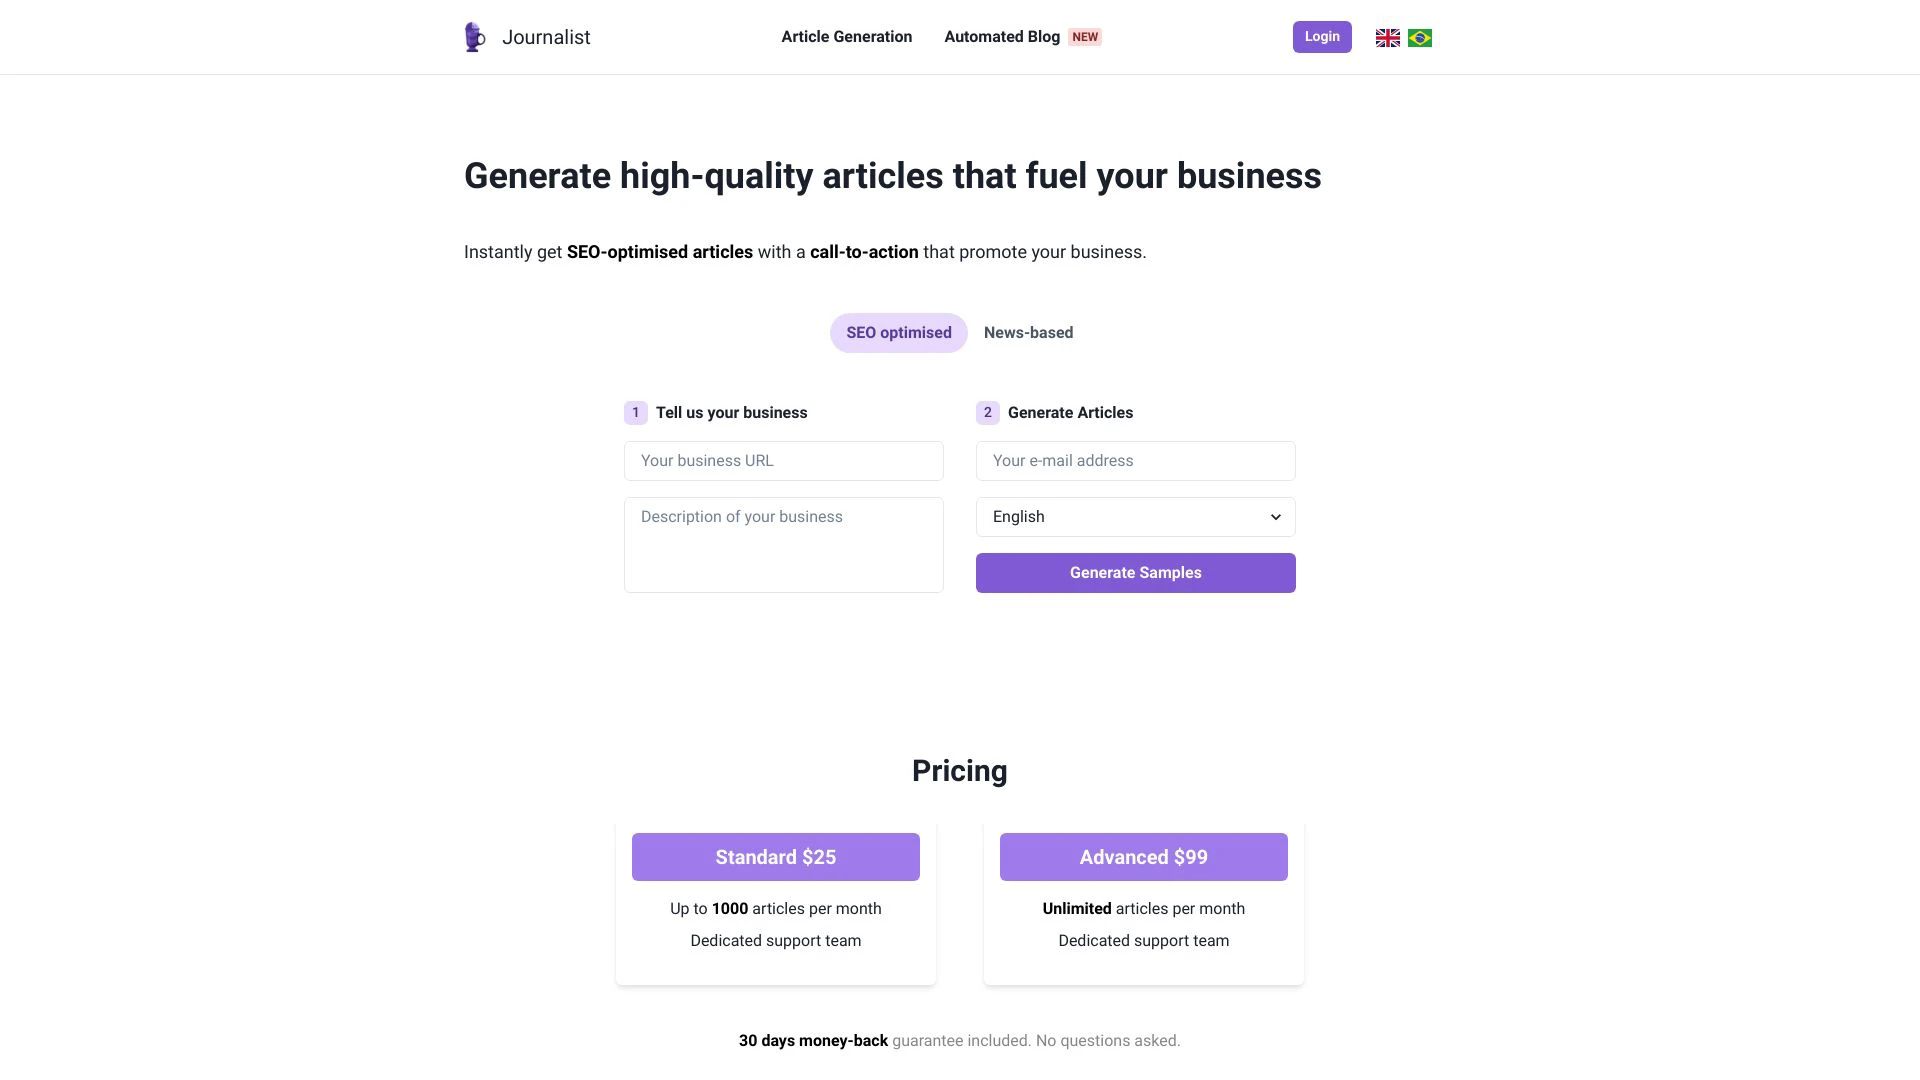 Journalist
Article Generation
Automated Blog NEW
Login
Generate high-quality articles that fuel your business
Instantly get SEO-optimised articles with a call-to-action that promote your business.
SEO optimised
News-based
1 Tell us your business
Your business URL
Description of your business
2 Generate Articles
Your e-mail address
English
Generate Samples
Pricing
Standard $25
Up to 1000 articles per month
Dedicated support team
Advanced $99
Unlimited articles per month
Dedicated support team
30 days money-back guarantee included. No questions asked.